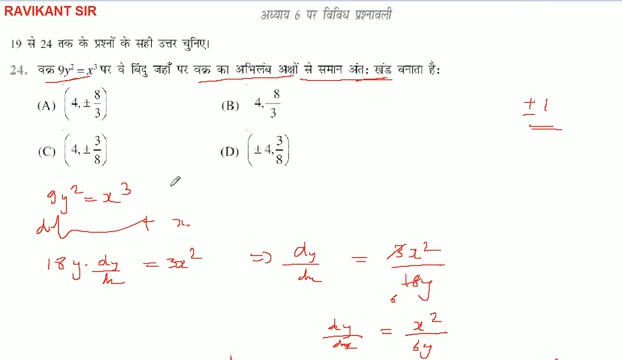 RAVIKANT SIR
अध्याय 6 पर विविध प्रश्नावली
19 से 24 तक के प्रश्नों के सही उत्तर चुनिए।
24. वक्र 9y² = x³ पर वे बिंदु जहाँ पर वक्र का अभिलंब अक्षों से समान अंत: खंड बनाता है:
(A) (4, ± 8/3) (B) 4, -8/3
± 1
(C) (4, ± 3/8) (D) (± 4, 3/8)
9y² = x³
x
18y · dy/dx = 3x² ⇒ dy/dx = 3x²/18y
6
dy/dx = x²/6y